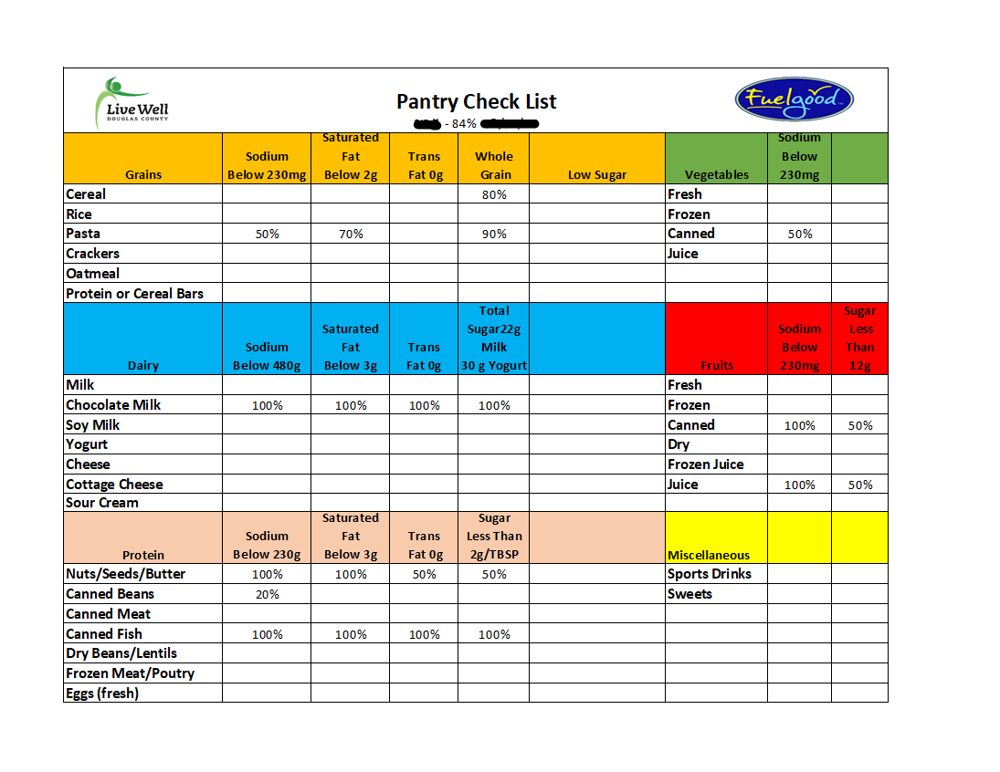 Live Well
DOUGLAS COUNTY
Pantry Check List
- 84%
Fuelgood
Grains Sodium Below 230mg Saturated Fat Below 2g Trans Fat 0g Whole Grain Low Sugar Vegetables Sodium Below 230mg
Cereal 80% Fresh
Rice Frozen
Pasta 50% 70% 90% Canned 50%
Crackers Juice
Oatmeal
Protein or Cereal Bars
Dairy Sodium Below 480g Saturated Fat Below 3g Trans Fat 0g Total Sugar22g Milk 30 g Yogurt Fruits Sodium Below 230mg Sugar Less Than 12g
Milk Fresh
Chocolate Milk 100% 100% 100% 100% Frozen
Soy Milk Canned 100% 50%
Yogurt Dry
Cheese Frozen Juice
Cottage Cheese Juice 100% 50%
Sour Cream
Protein Sodium Below 230g Saturated Fat Below 3g Trans Fat 0g Sugar Less Than 2g/TBSP Miscellaneous
Nuts/Seeds/Butter 100% 100% 50% 50% Sports Drinks
Canned Beans 20% Sweets
Canned Meat
Canned Fish 100% 100% 100% 100%
Dry Beans/Lentils
Frozen Meat/Poutry
Eggs (fresh)